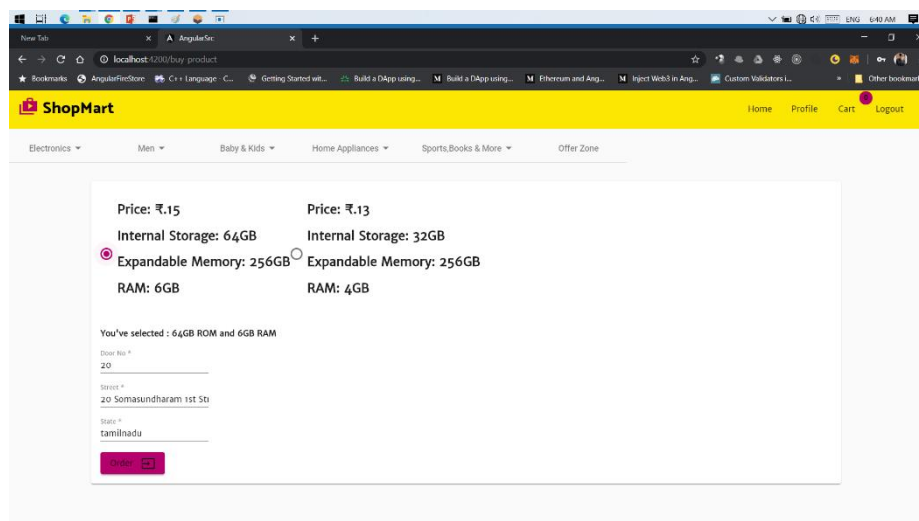 ENG 6:40 AM
New Tab × AngularSrc × +
localhost:4200/buy-product
Bookmarks AngularFireStore C++ Language - C... Getting Started wit... Build a DApp using... Build a DApp using... Ethereum and Ang... Inject Web3 in Ang... Custom Validators i... » Other bookmar
ShopMart Home Profile Cart 0 Logout
Electronics Men Baby & Kids Home Appliances Sports,Books & More Offer Zone
Price: ₹.15 Price: ₹.13
Internal Storage: 64GB Internal Storage: 32GB
Expandable Memory: 256GB Expandable Memory: 256GB
RAM: 6GB RAM: 4GB
You've selected : 64GB ROM and 6GB RAM
Door No *
20
Street *
20 Somasundharam 1st Str
State *
tamilnadu
Order